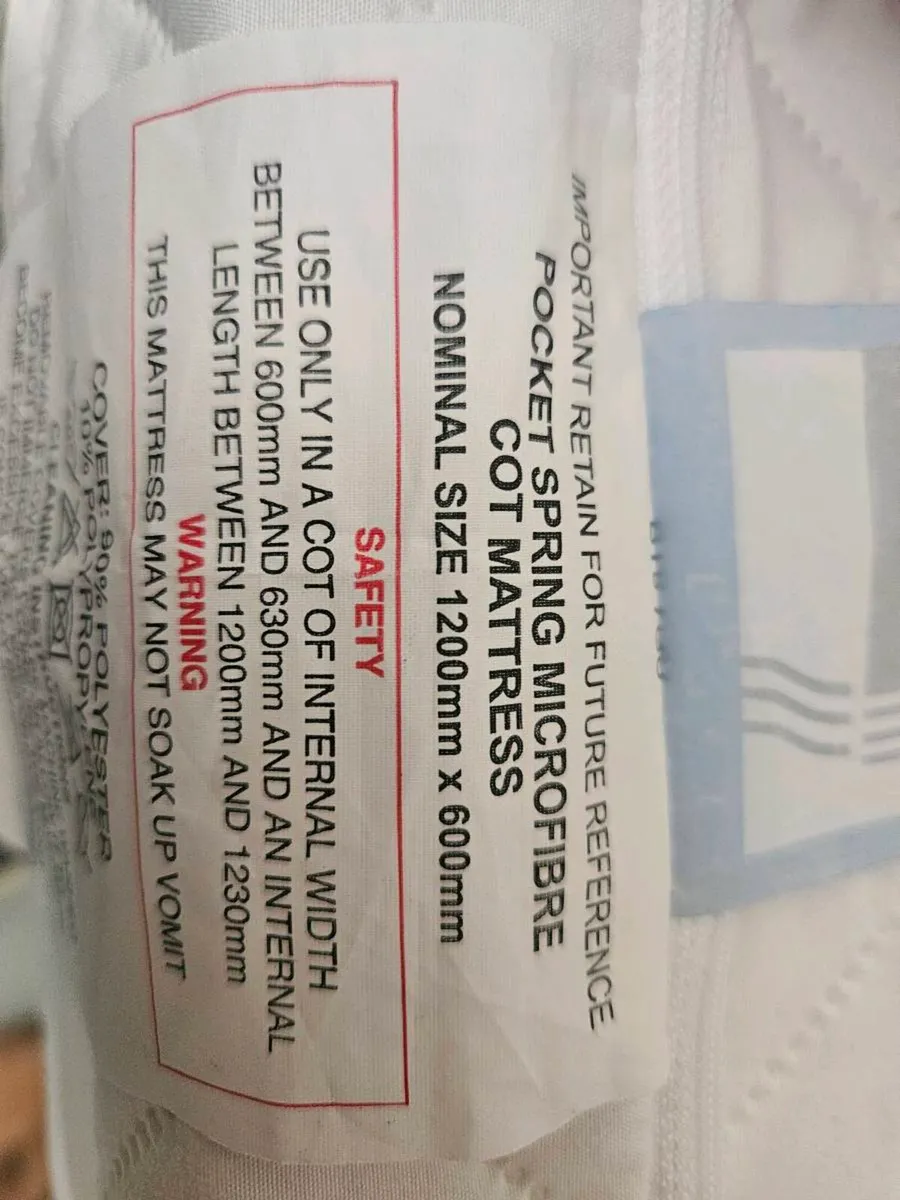 IMPORTANT RETAIN FOR FUTURE REFERENCE
POCKET SPRING MICROFIBRE
COT MATTRESS
NOMINAL SIZE 1200mm x 600mm
SAFETY
USE ONLY IN A COT OF INTERNAL WIDTH
BETWEEN 600mm AND 630mm AND AN INTERNAL
LENGTH BETWEEN 1200mm AND 1230mm
WARNING
THIS MATTRESS MAY NOT SOAK UP VOMIT
COVER: 90% POLYESTER
10% POLYPROPYLENE
CLEANING